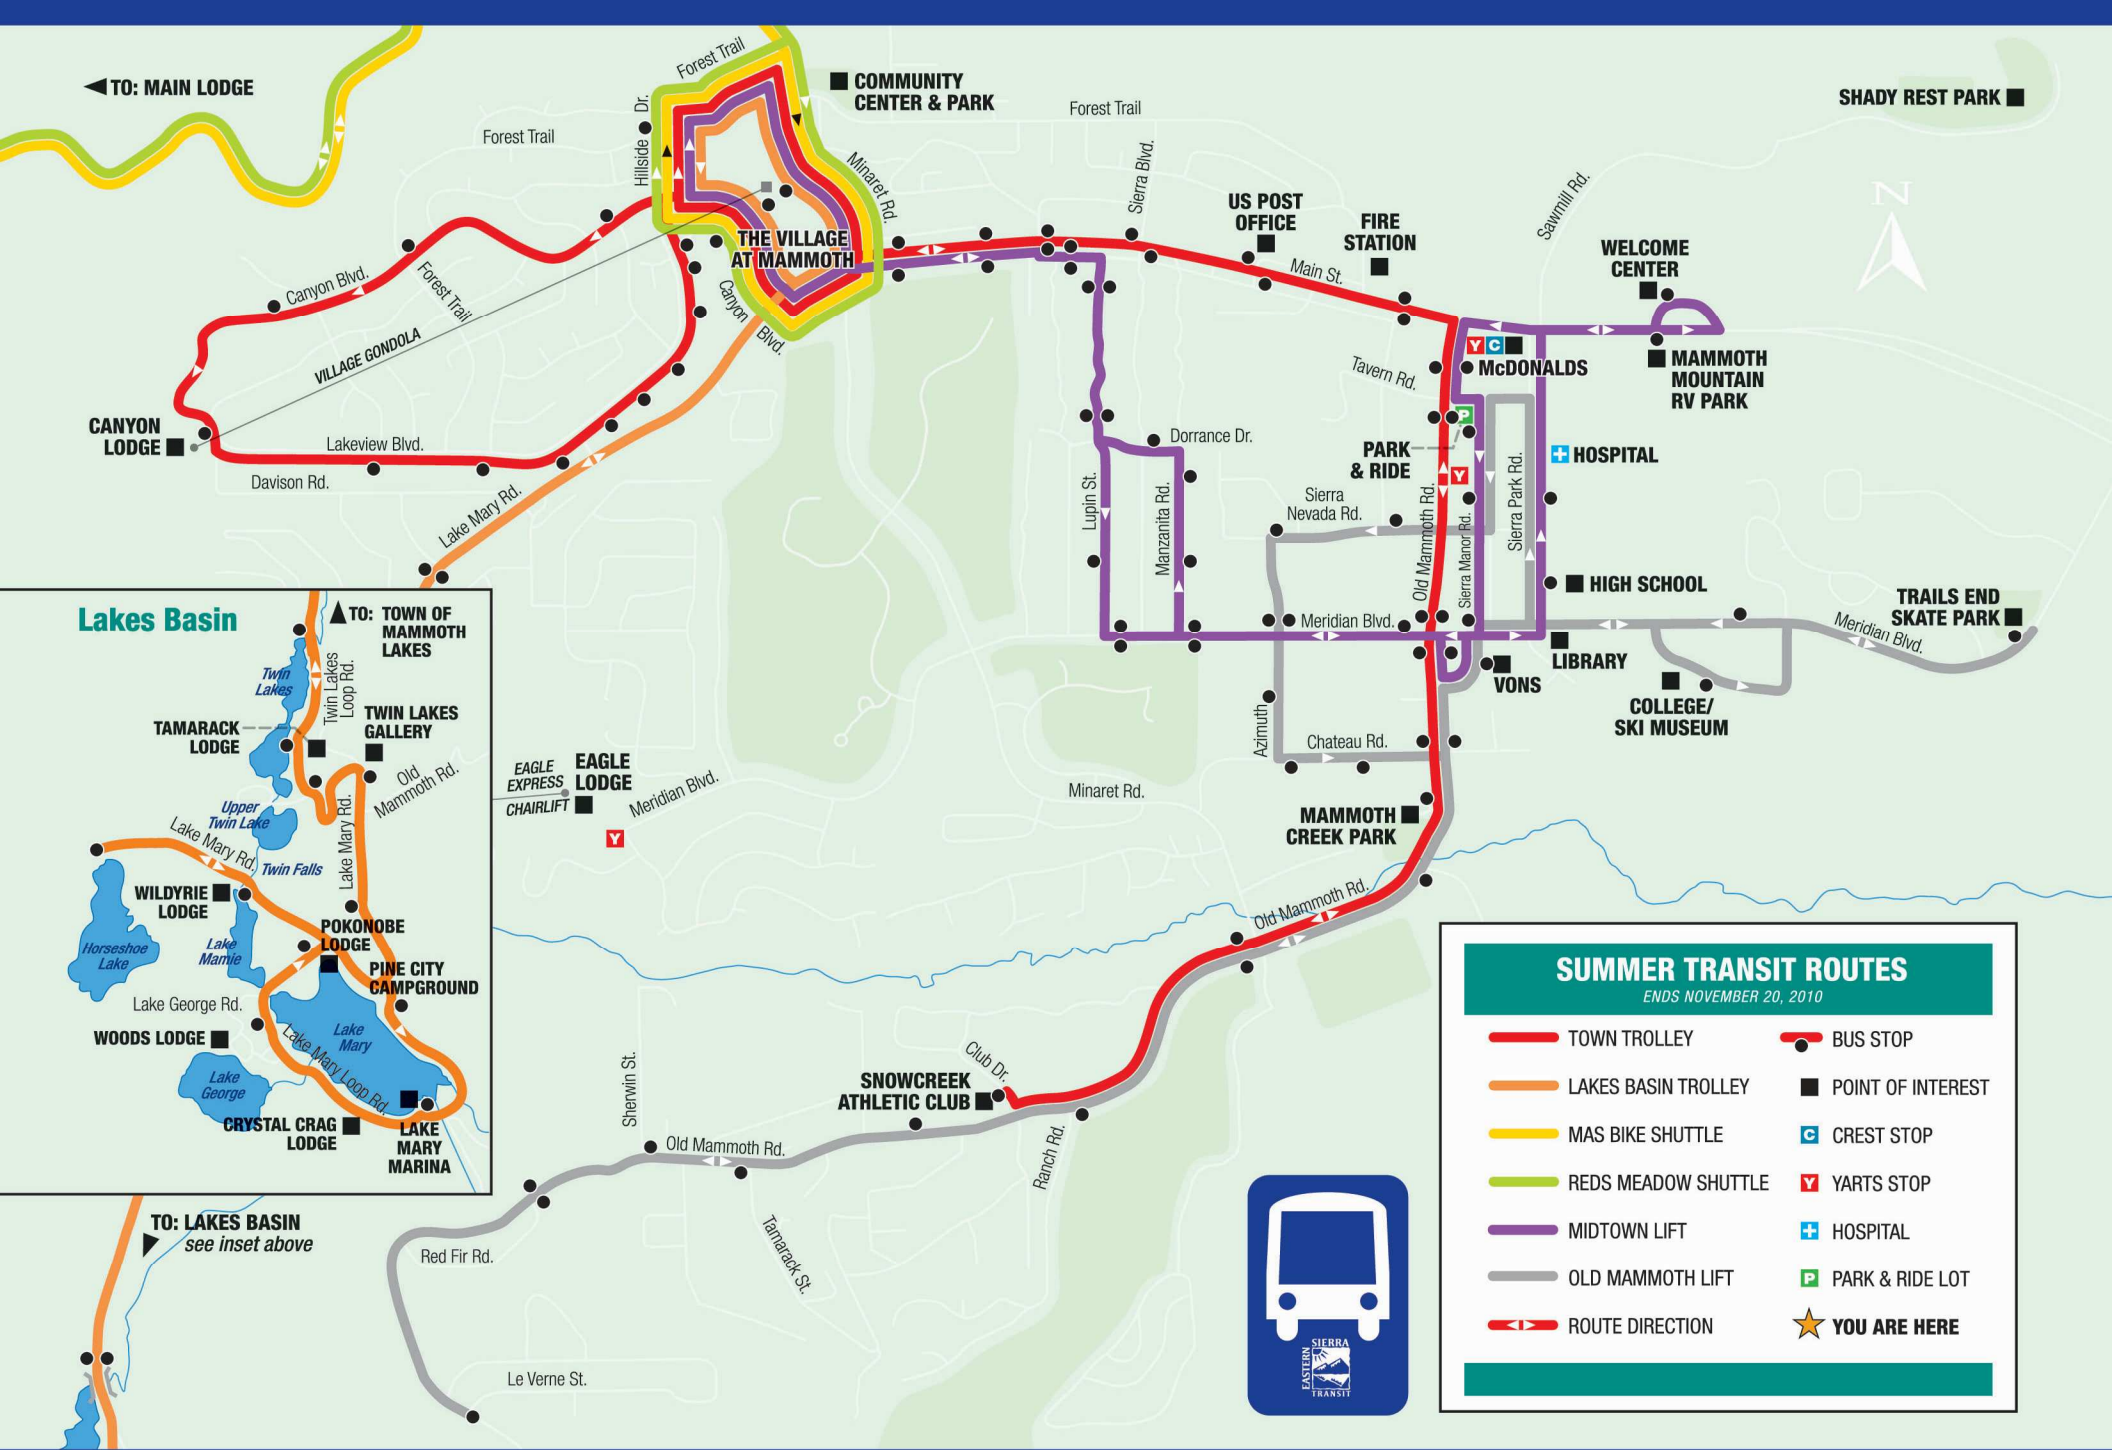 TO: MAIN LODGE
Forest Trail
COMMUNITY
CENTER & PARK
Forest Trail
SHADY REST PARK
Forest Trail
Hillside Dr.
Minaret Rd.
Sierra Blvd.
US POST
OFFICE
FIRE
STATION
Sawmill Rd.
N
WELCOME
CENTER
THE VILLAGE
AT MAMMOTH
Main St.
Canyon Blvd.
Forest Trail
Canyon
Blvd.
VILLAGE GONDOLA
Y
C
McDONALDS
MAMMOTH
MOUNTAIN
RV PARK
Tavern Rd.
P
CANYON
LODGE
Lakeview Blvd.
Davison Rd.
Dorrance Dr.
PARK
& RIDE
Y
HOSPITAL
Lake Mary Rd.
Lupin St.
Manzanita Rd.
Sierra
Nevada Rd.
Old Mammoth Rd.
Sierra Manor Rd.
Sierra Park Rd.
HIGH SCHOOL
TRAILS END
SKATE PARK
Meridian Blvd.
Meridian Blvd.
LIBRARY
VONS
COLLEGE/
SKI MUSEUM
Azimuth
Chateau Rd.
Minaret Rd.
MAMMOTH
CREEK PARK
EAGLE
EXPRESS
CHAIRLIFT
EAGLE
LODGE
Meridian Blvd.
Y
Old Mammoth Rd.
Lakes Basin
TO: TOWN OF
MAMMOTH
LAKES
Twin
Lakes
Twin Lakes
Loop Rd.
TAMARACK
LODGE
TWIN LAKES
GALLERY
Old
Mammoth Rd.
Upper
Twin Lake
Lake Mary Rd.
Lake Mary Rd.
Twin Falls
WILDYRIE
LODGE
POKONOBE
LODGE
Horseshoe
Lake
Lake
Mamie
PINE CITY
CAMPGROUND
Lake George Rd.
WOODS LODGE
Lake
Mary
Lake Mary Loop Rd.
Lake
George
CRYSTAL CRAG
LODGE
LAKE
MARY
MARINA
TO: LAKES BASIN
see inset above
Club Dr.
SNOWCREEK
ATHLETIC CLUB
Sherwin St.
Old Mammoth Rd.
Ranch Rd.
Tamarack St.
Red Fir Rd.
Le Verne St.
EASTERN
SIERRA
TRANSIT
SUMMER TRANSIT ROUTES
ENDS NOVEMBER 20, 2010
TOWN TROLLEY
LAKES BASIN TROLLEY
MAS BIKE SHUTTLE
REDS MEADOW SHUTTLE
MIDTOWN LIFT
OLD MAMMOTH LIFT
ROUTE DIRECTION
BUS STOP
POINT OF INTEREST
C CREST STOP
Y YARTS STOP
HOSPITAL
P PARK & RIDE LOT
YOU ARE HERE